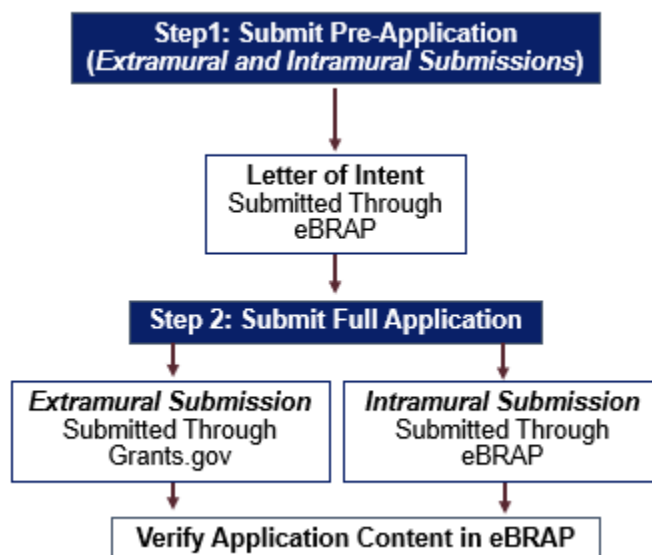 Step1: Submit Pre-Application
(Extramural and Intramural Submissions)
Letter of Intent
Submitted Through
eBRAP
Step 2: Submit Full Application
Extramural Submission
Submitted Through
Grants.gov
Intramural Submission
Submitted Through
eBRAP
Verify Application Content in eBRAP